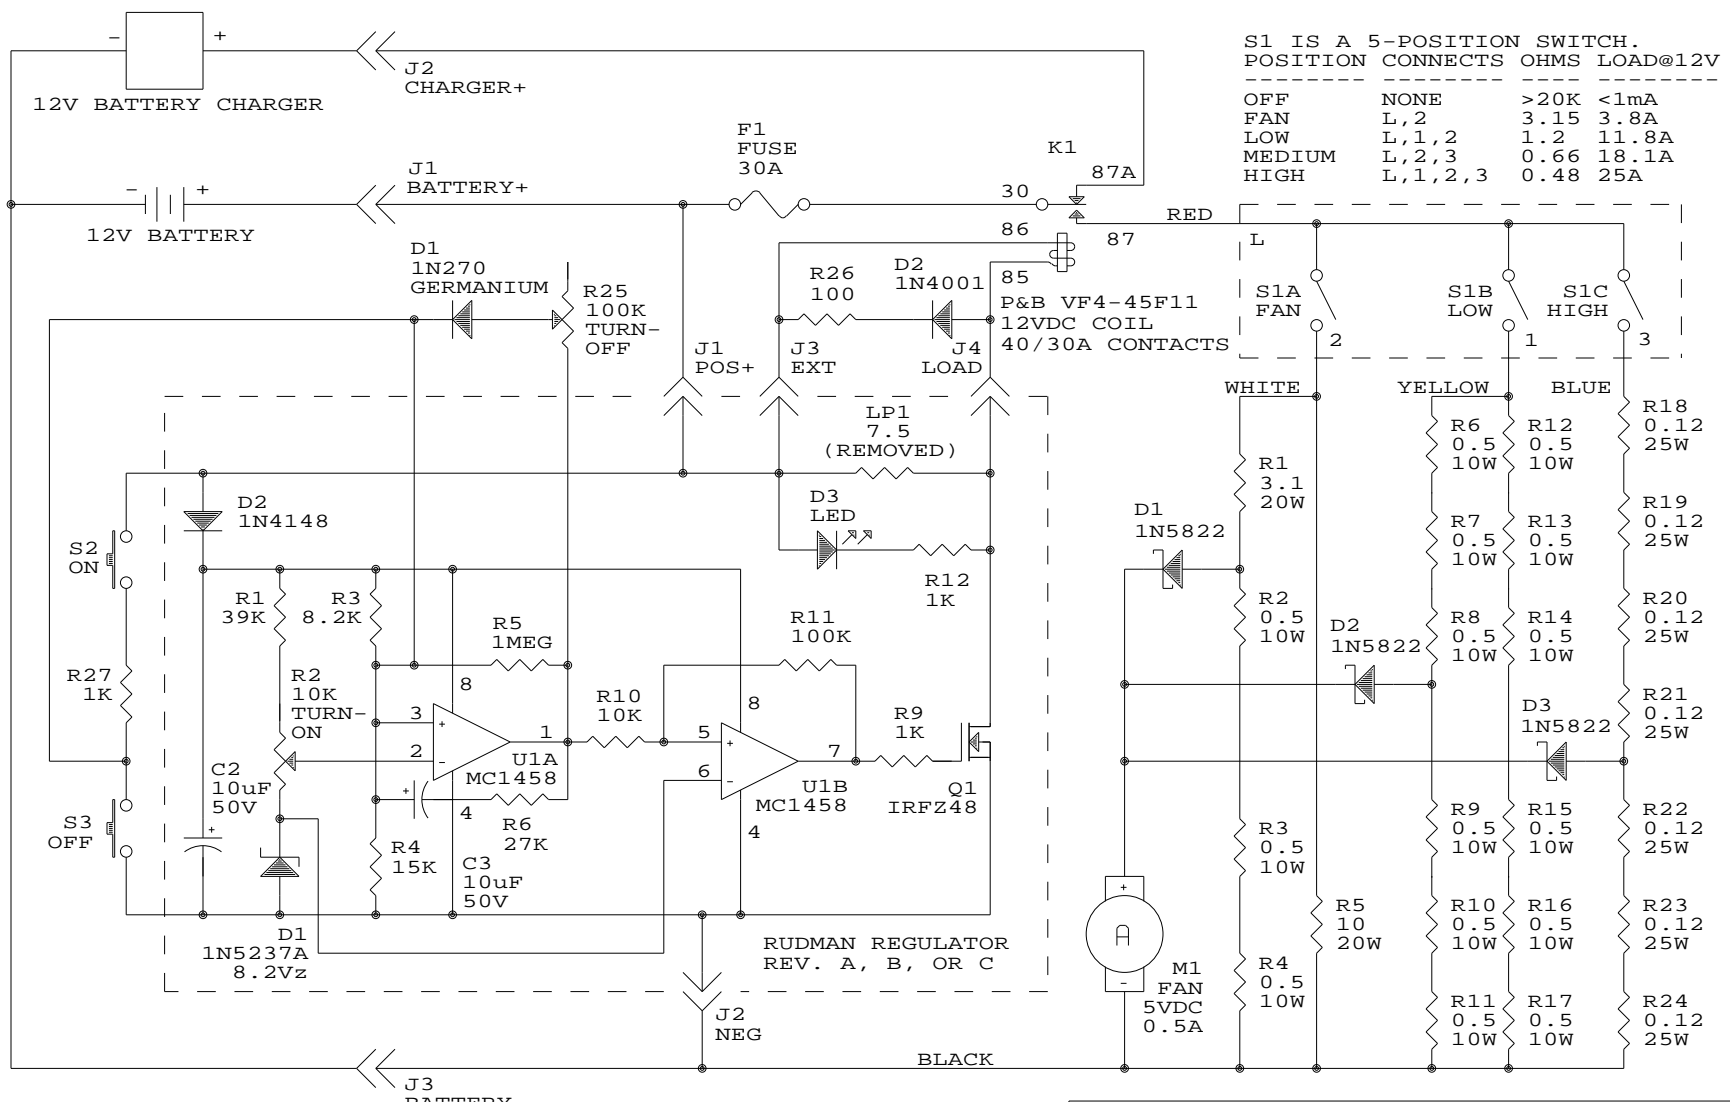 S1 IS A 5-POSITION SWITCH.
POSITION CONNECTS OHMS LOAD@12V
-------- -------- ---- --------
OFF NONE >20K <1mA
FAN L,2 3.15 3.8A
LOW L,1,2 1.2 11.8A
MEDIUM L,2,3 0.66 18.1A
HIGH L,1,2,3 0.48 25A
- +
12V BATTERY CHARGER
J2
CHARGER+
- +
12V BATTERY
J1
BATTERY+
F1
FUSE
30A
K1
87A
30
86
87
85
RED
L
P&B VF4-45F11
12VDC COIL
40/30A CONTACTS
D1
1N270
GERMANIUM
R25
100K
TURN-
OFF
R26
100
D2
1N4001
J1
POS+
J3
EXT
J4
LOAD
S1A
FAN
2
S1B
LOW
1
S1C
HIGH
3
WHITE
YELLOW
BLUE
LP1
7.5
(REMOVED)
D2
1N4148
D3
LED
R12
1K
S2
ON
R27
1K
S3
OFF
R1
39K
R3
8.2K
R5
1MEG
R2
10K
TURN-
ON
8
3
+
2
-
1
4
U1A
MC1458
R10
10K
R11
100K
8
5
+
6
-
7
4
U1B
MC1458
R9
1K
Q1
IRFZ48
C2
10uF
50V
+
+
R6
27K
R4
15K
C3
10uF
50V
D1
1N5237A
8.2Vz
RUDMAN REGULATOR
REV. A, B, OR C
J2
NEG
BLACK
J3
BATTERY-
D1
1N5822
D2
1N5822
D3
1N5822
+
A
-
M1
FAN
5VDC
0.5A
R1
3.1
20W
R2
0.5
10W
R3
0.5
10W
R4
0.5
10W
R5
10
20W
R6
0.5
10W
R7
0.5
10W
R8
0.5
10W
R9
0.5
10W
R10
0.5
10W
R11
0.5
10W
R12
0.5
10W
R13
0.5
10W
R14
0.5
10W
R15
0.5
10W
R16
0.5
10W
R17
0.5
10W
R18
0.12
25W
R19
0.12
25W
R20
0.12
25W
R21
0.12
25W
R22
0.12
25W
R23
0.12
25W
R24
0.12
25W